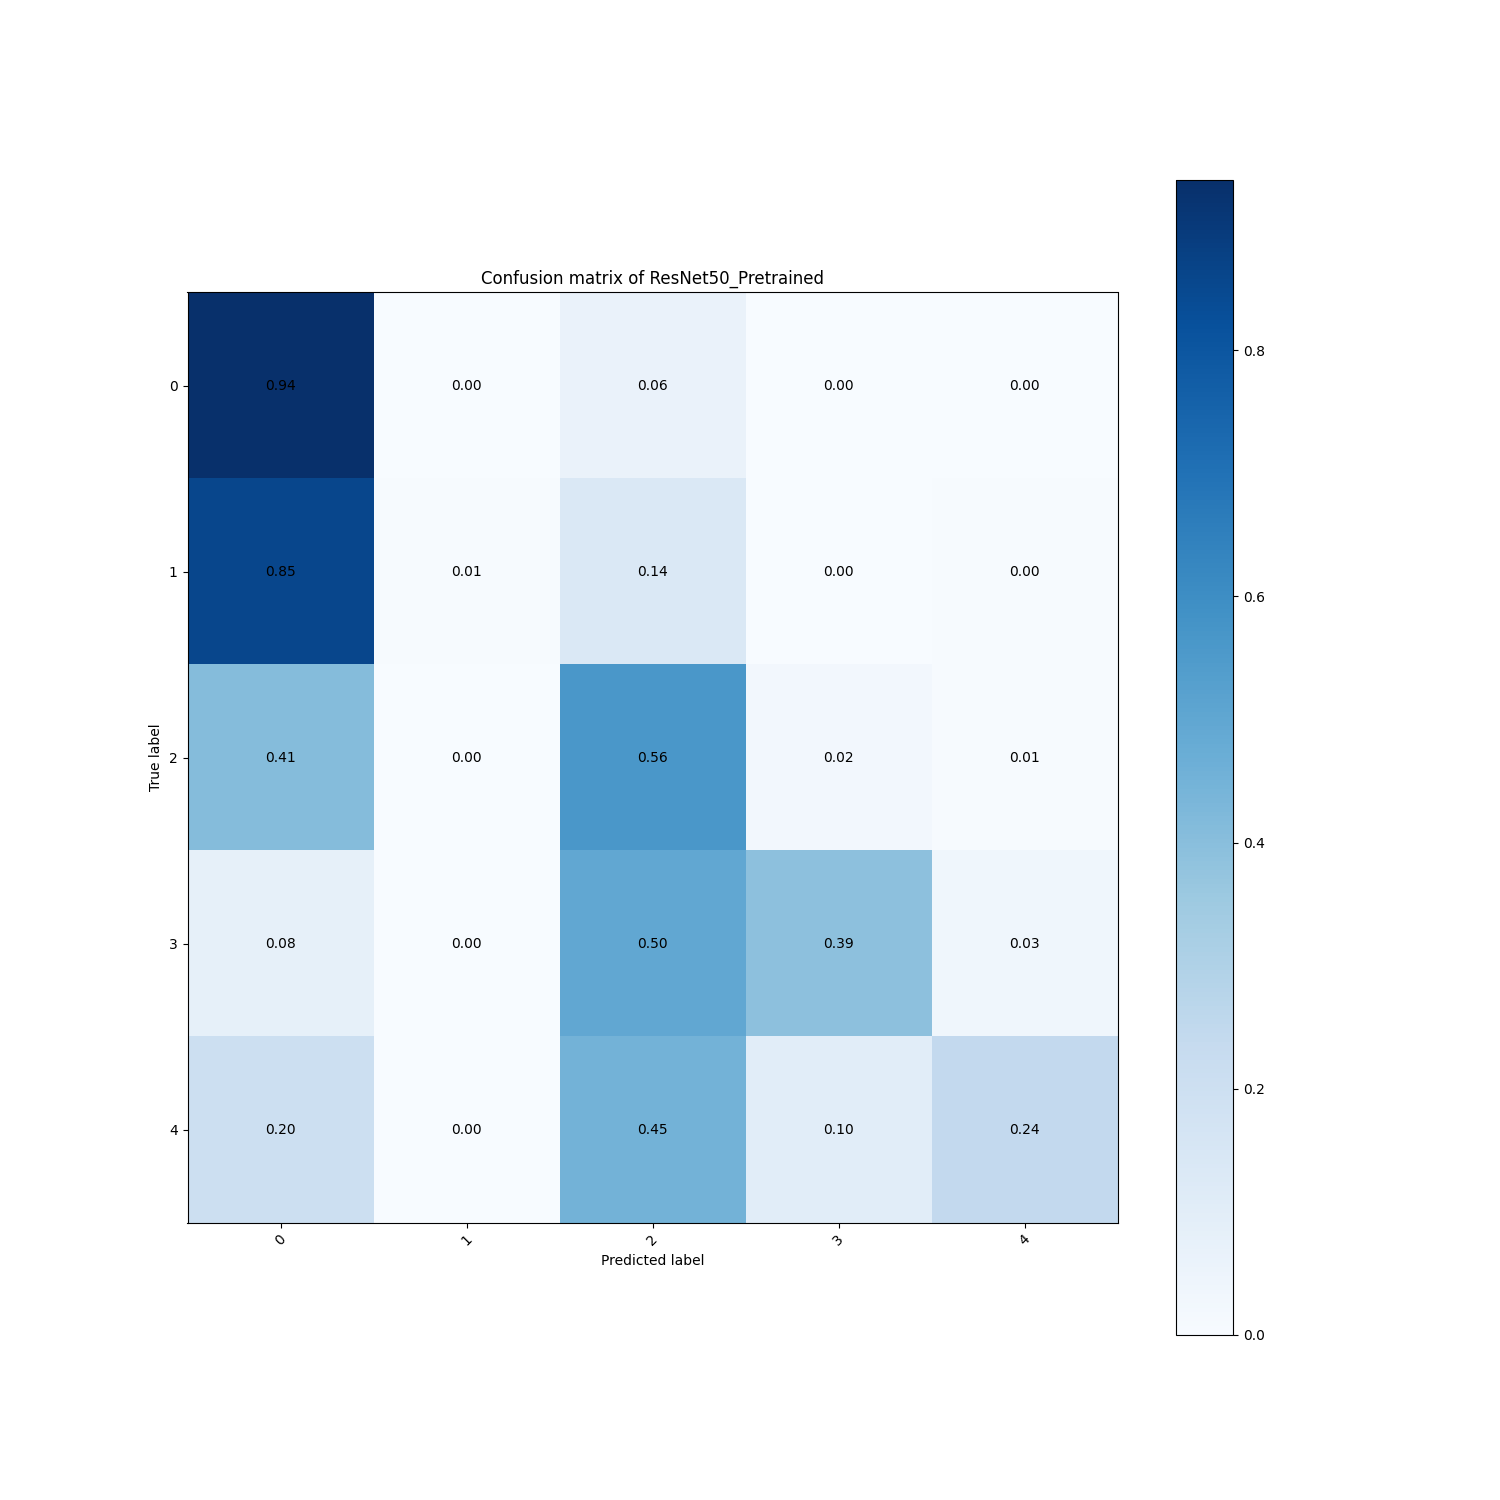 Confusion matrix of ResNet50_Pretrained
0 0.94 0.00 0.06 0.00 0.00
1 0.85 0.01 0.14 0.00 0.00
2 0.41 0.00 0.56 0.02 0.01
3 0.08 0.00 0.50 0.39 0.03
4 0.20 0.00 0.45 0.10 0.24
True label
0 1 2 3 4
Predicted label
0.8
0.6
0.4
0.2
0.0